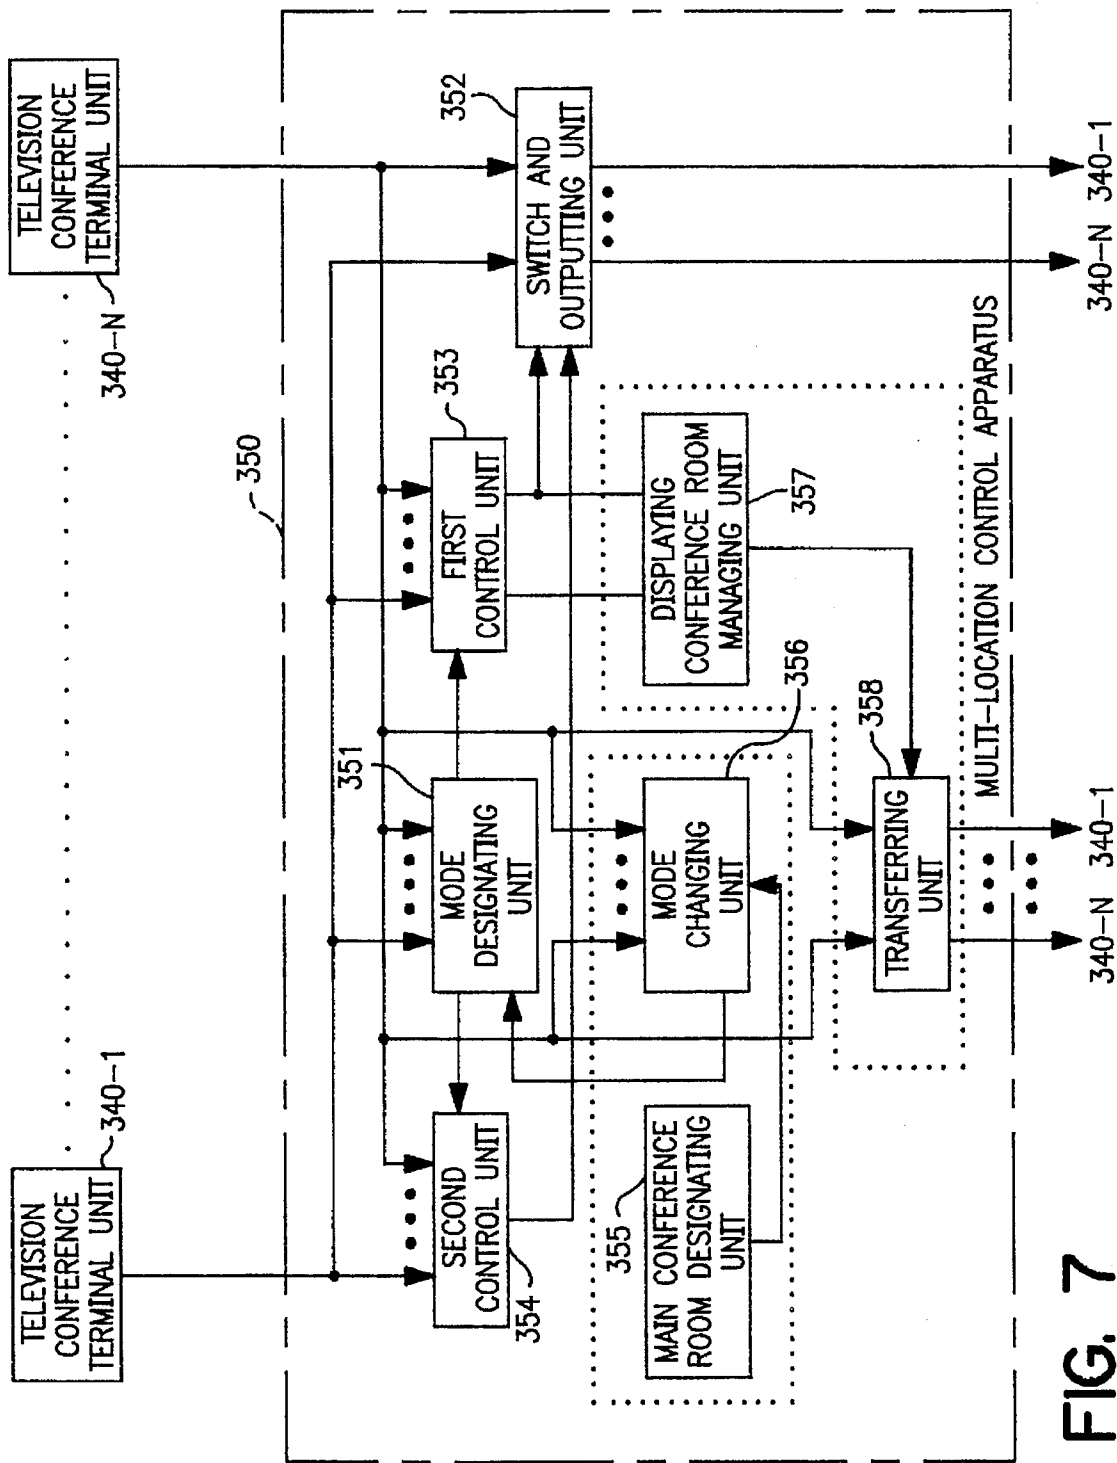 TELEVISION
CONFERENCE
TERMINAL UNIT
340-1
TELEVISION
CONFERENCE
TERMINAL UNIT
340-N
350
SECOND
CONTROL UNIT
354
MODE
DESIGNATING
UNIT
351
FIRST
CONTROL UNIT
353
SWITCH AND
OUTPUTTING UNIT
352
355
MAIN CONFERENCE
ROOM DESIGNATING
UNIT
MODE
CHANGING
UNIT
356
DISPLAYING
CONFERENCE ROOM
MANAGING UNIT
357
TRANSFERRING
UNIT
358
MULTI-LOCATION CONTROL APPARATUS
340-N
340-1
340-N
340-1
FIG. 7